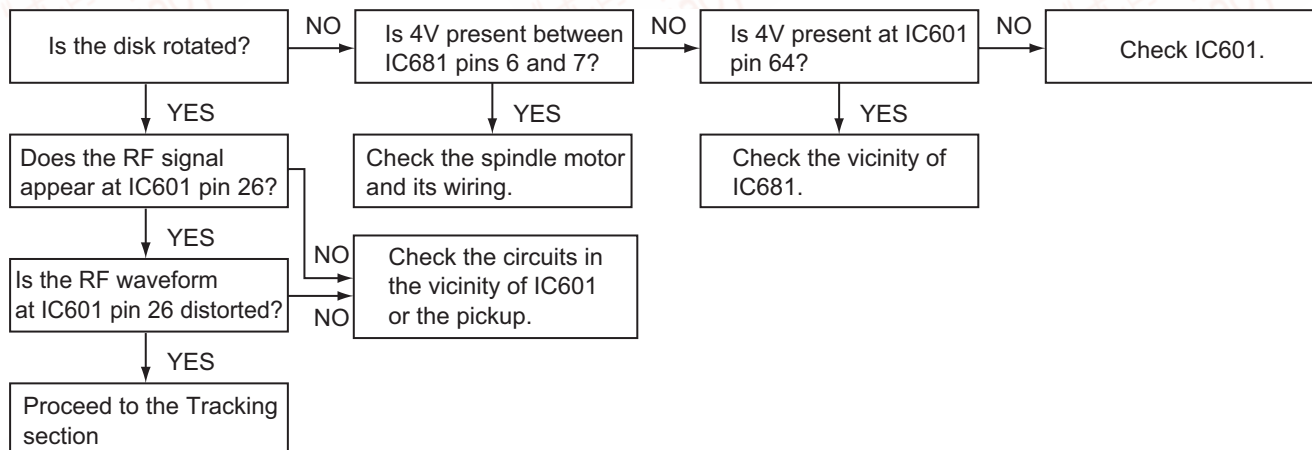 Is the disk rotated?
NO
Is 4V present between
IC681 pins 6 and 7?
NO
Is 4V present at IC601
pin 64?
NO
Check IC601.
YES
YES
YES
Does the RF signal
appear at IC601 pin 26?
Check the spindle motor
and its wiring.
Check the vicinity of
IC681.
YES
NO
Is the RF waveform
at IC601 pin 26 distorted?
NO
Check the circuits in
the vicinity of IC601
or the pickup.
YES
Proceed to the Tracking
section